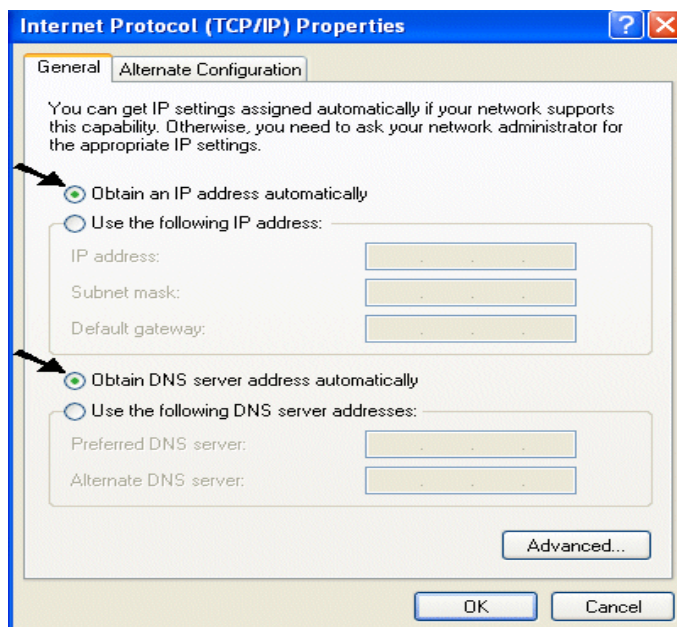 Internet Protocol (TCP/IP) Properties
General
Alternate Configuration
You can get IP settings assigned automatically if your network supports
this capability. Otherwise, you need to ask your network administrator for
the appropriate IP settings.
Obtain an IP address automatically
Use the following IP address:
IP address:
Subnet mask:
Default gateway:
Obtain DNS server address automatically
Use the following DNS server addresses:
Preferred DNS server:
Alternate DNS server:
Advanced...
OK
Cancel